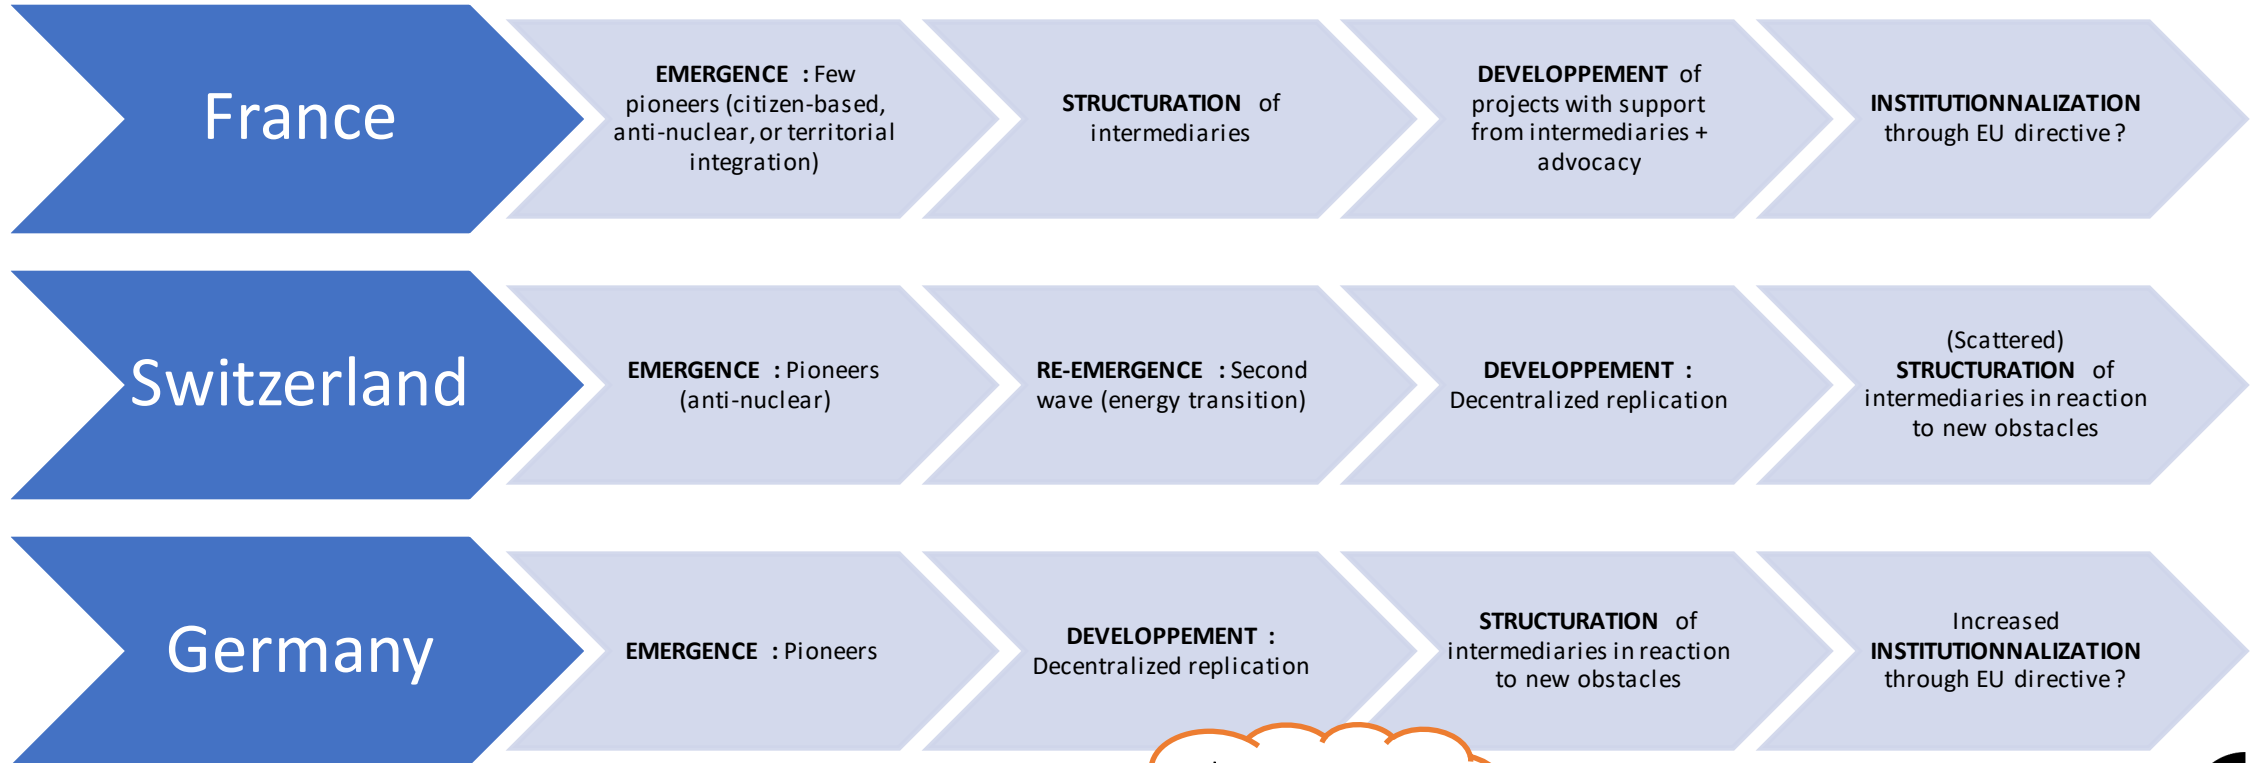 France
EMERGENCE : Few
pioneers (citizen-based,
anti-nuclear, or territorial
integration)
STRUCTURATION of
intermediaries
DEVELOPPEMENT of
projects with support
from intermediaries +
advocacy
INSTITUTIONNALIZATION
through EU directive ?
Switzerland
EMERGENCE : Pioneers
(anti-nuclear)
RE-EMERGENCE : Second
wave (energy transition)
DEVELOPPEMENT :
Decentralized replication
(Scattered)
STRUCTURATION of
intermediaries in reaction
to new obstacles
Germany
EMERGENCE : Pioneers
DEVELOPPEMENT :
Decentralized replication
STRUCTURATION of
intermediaries in reaction
to new obstacles
Increased
INSTITUTIONNALIZATION
through EU directive ?